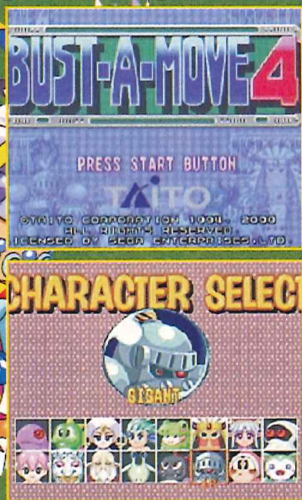 BUST-A-MOVE 4
PRESS START BUTTON
TAITO
©TAITO CORPORATION 1994, 2000
ALL RIGHTS RESERVED.
LICENSED BY SEGA ENTERPRISES,LTD.
CHARACTER SELECT
GIGANT